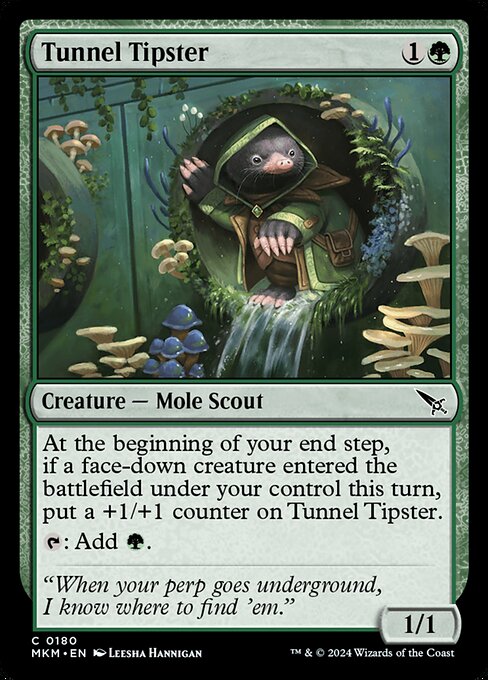 Tunnel Tipster 1
Creature — Mole Scout
At the beginning of your end step,
if a face-down creature entered the
battlefield under your control this turn,
put a +1/+1 counter on Tunnel Tipster.
: Add .
“When your perp goes underground,
I know where to find ’em.”
1/1
C 0180
MKM • EN Leesha Hannigan
™ & © 2024 Wizards of the Coast